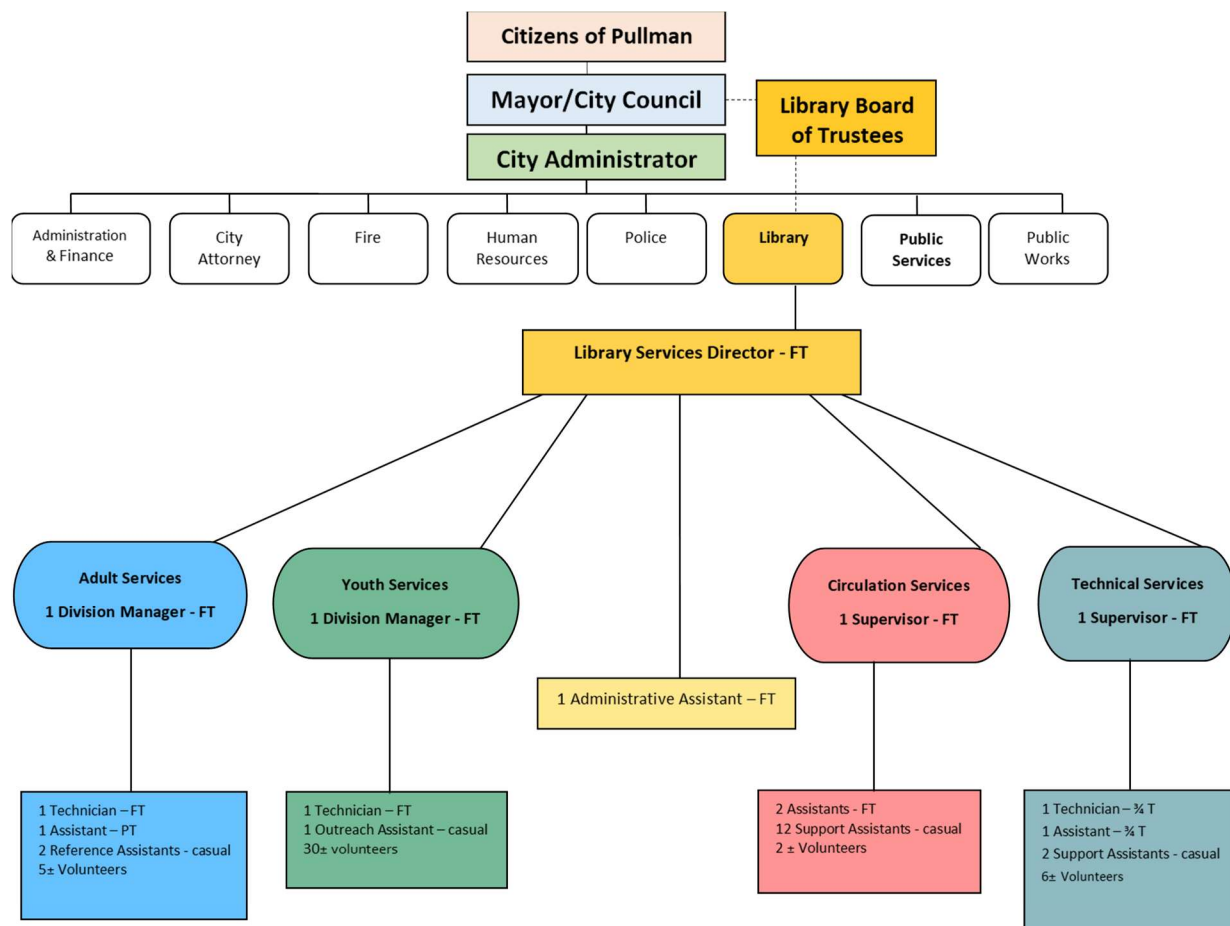 Citizens of Pullman
Mayor/City Council
Library Board
of Trustees
City Administrator
Administration
& Finance
City
Attorney
Fire
Human
Resources
Police
Library
Public
Services
Public
Works
Library Services Director - FT
Adult Services
1 Division Manager - FT
Youth Services
1 Division Manager - FT
Circulation Services
1 Supervisor - FT
Technical Services
1 Supervisor - FT
1 Administrative Assistant – FT
1 Technician – FT
1 Assistant – PT
2 Reference Assistants - casual
5± Volunteers
1 Technician – FT
1 Outreach Assistant – casual
30± volunteers
2 Assistants - FT
12 Support Assistants - casual
2 ± Volunteers
1 Technician – ¾ T
1 Assistant – ¾ T
2 Support Assistants - casual
6± Volunteers